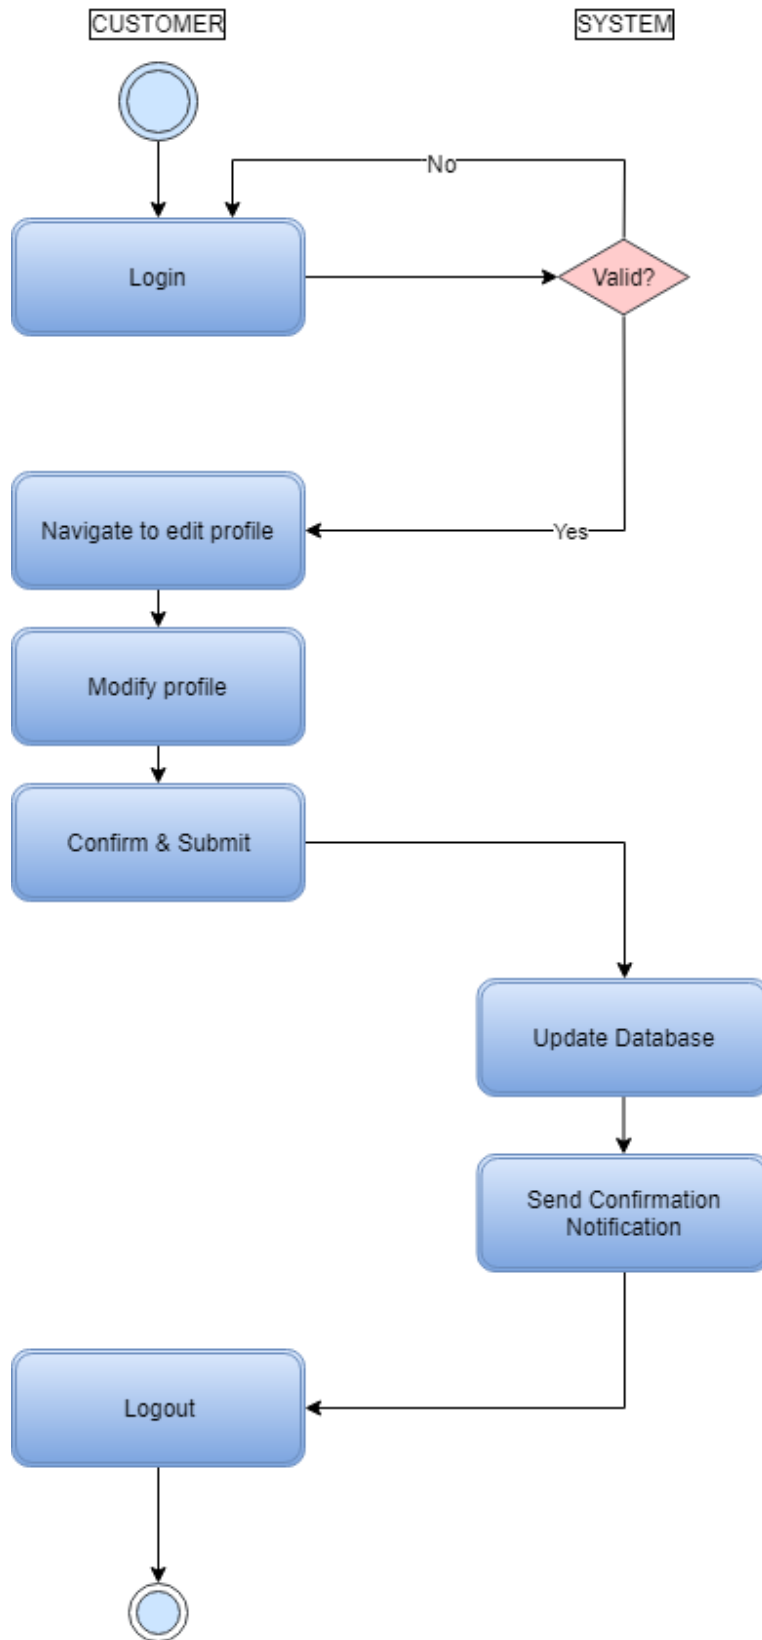 CUSTOMER
SYSTEM
No
Login
Valid?
Navigate to edit profile
Yes
Modify profile
Confirm & Submit
Update Database
Send Confirmation
Notification
Logout